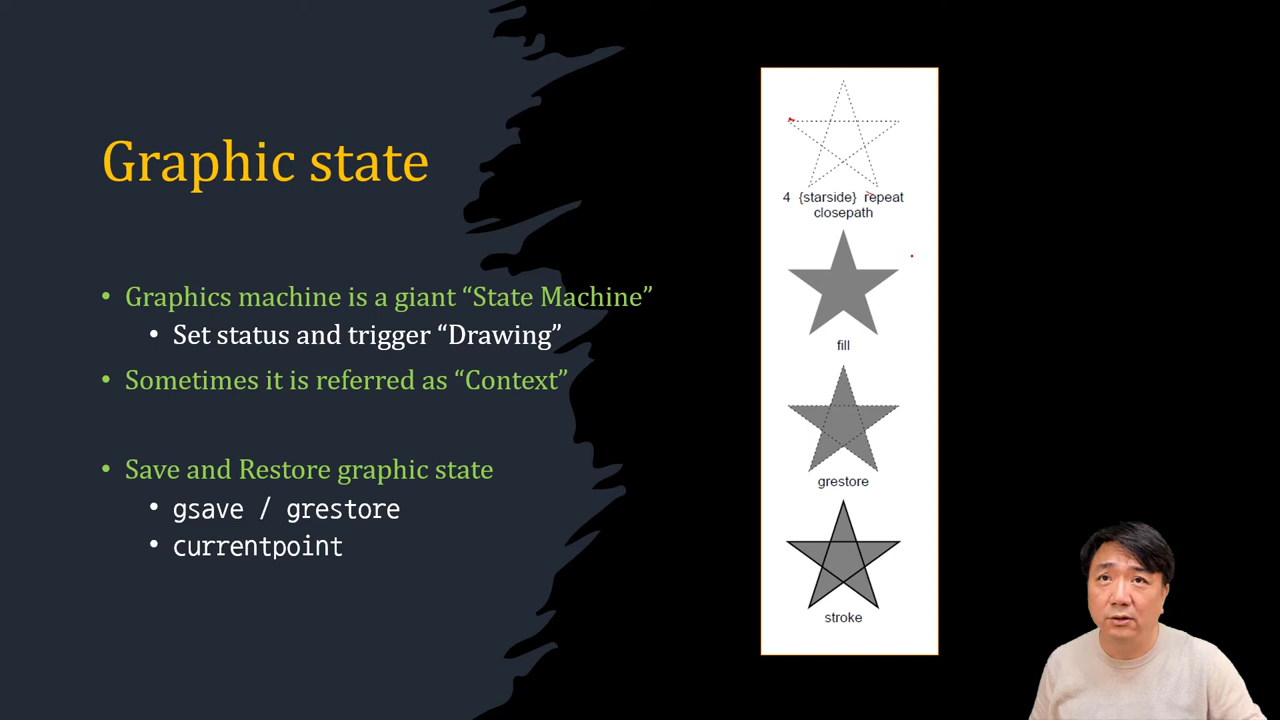 Graphic state
• Graphics machine is a giant “State Machine”
• Set status and trigger “Drawing”
• Sometimes it is referred as “Context”
• Save and Restore graphic state
• gsave / grestore
• currentpoint
4 {starside} repeat
closepath
fill
grestore
stroke